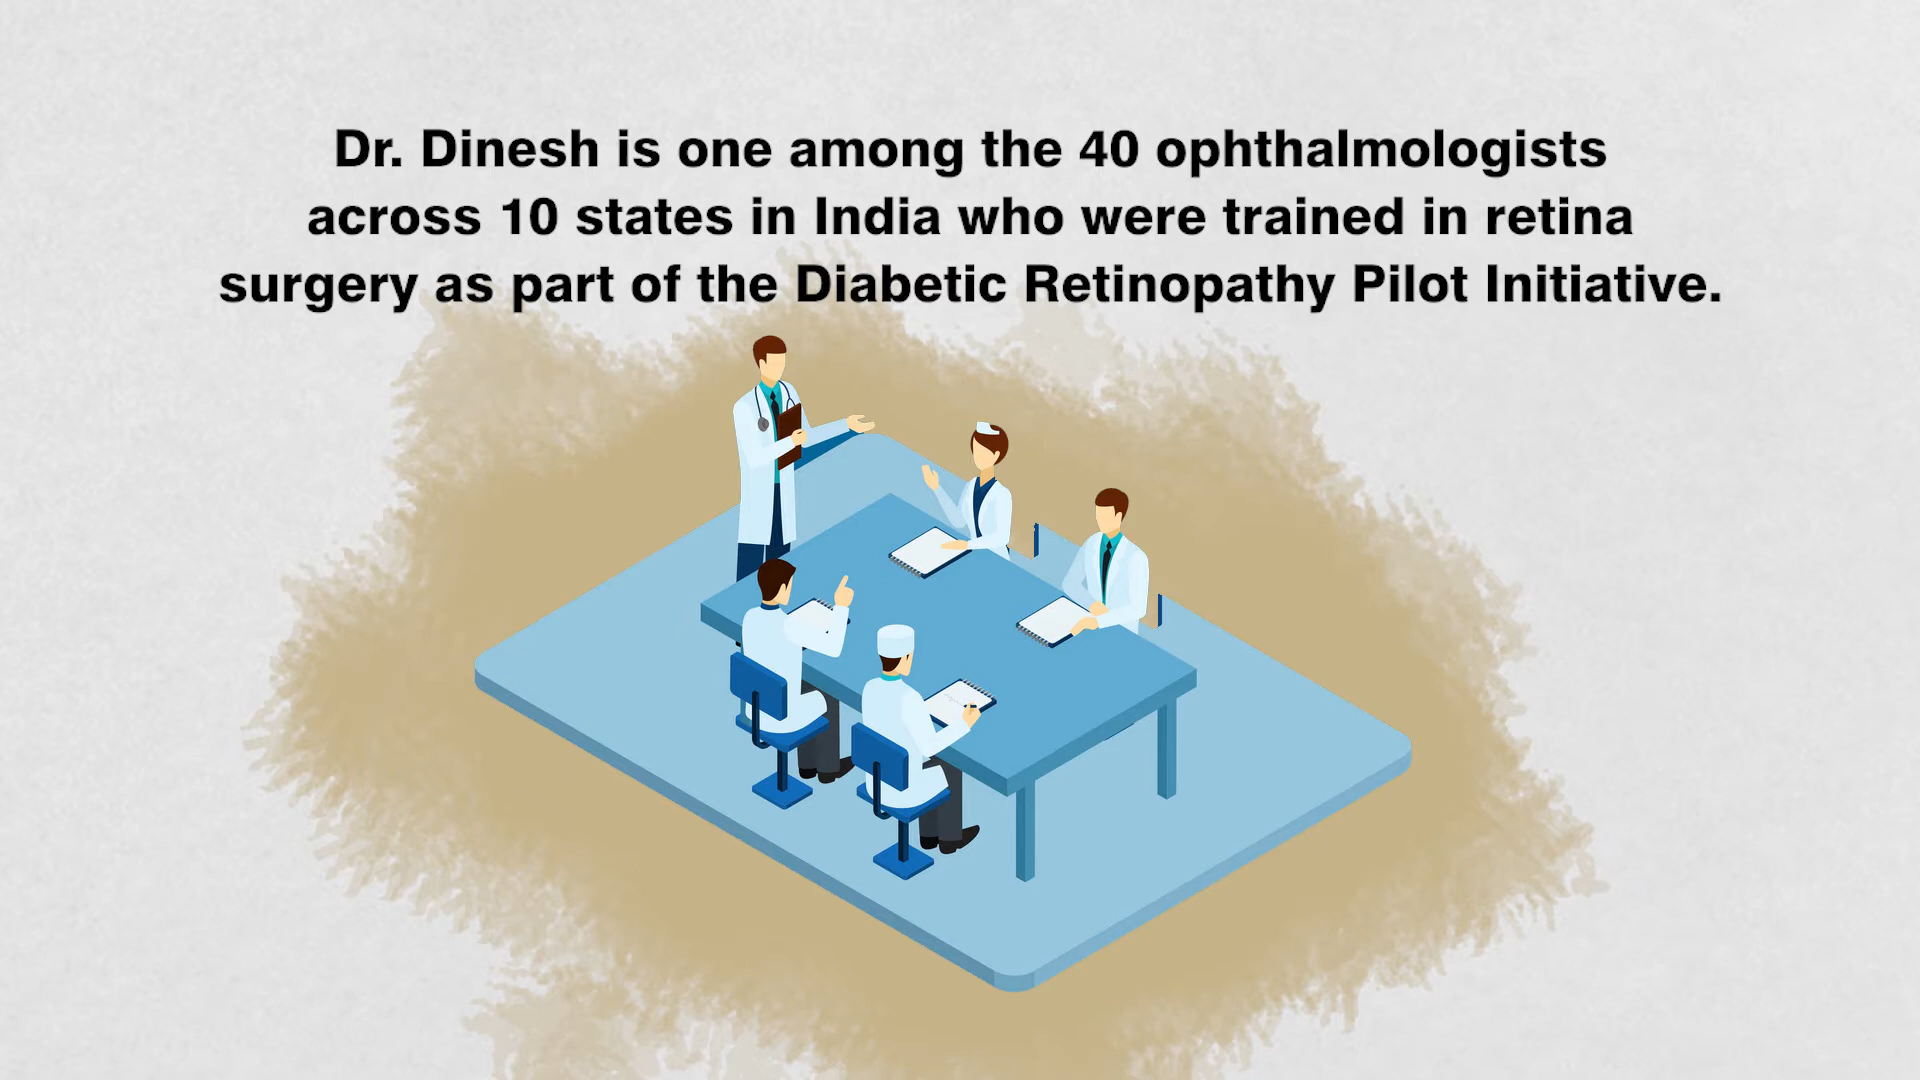 Dr. Dinesh is one among the 40 ophthalmologists
across 10 states in India who were trained in retina
surgery as part of the Diabetic Retinopathy Pilot Initiative.